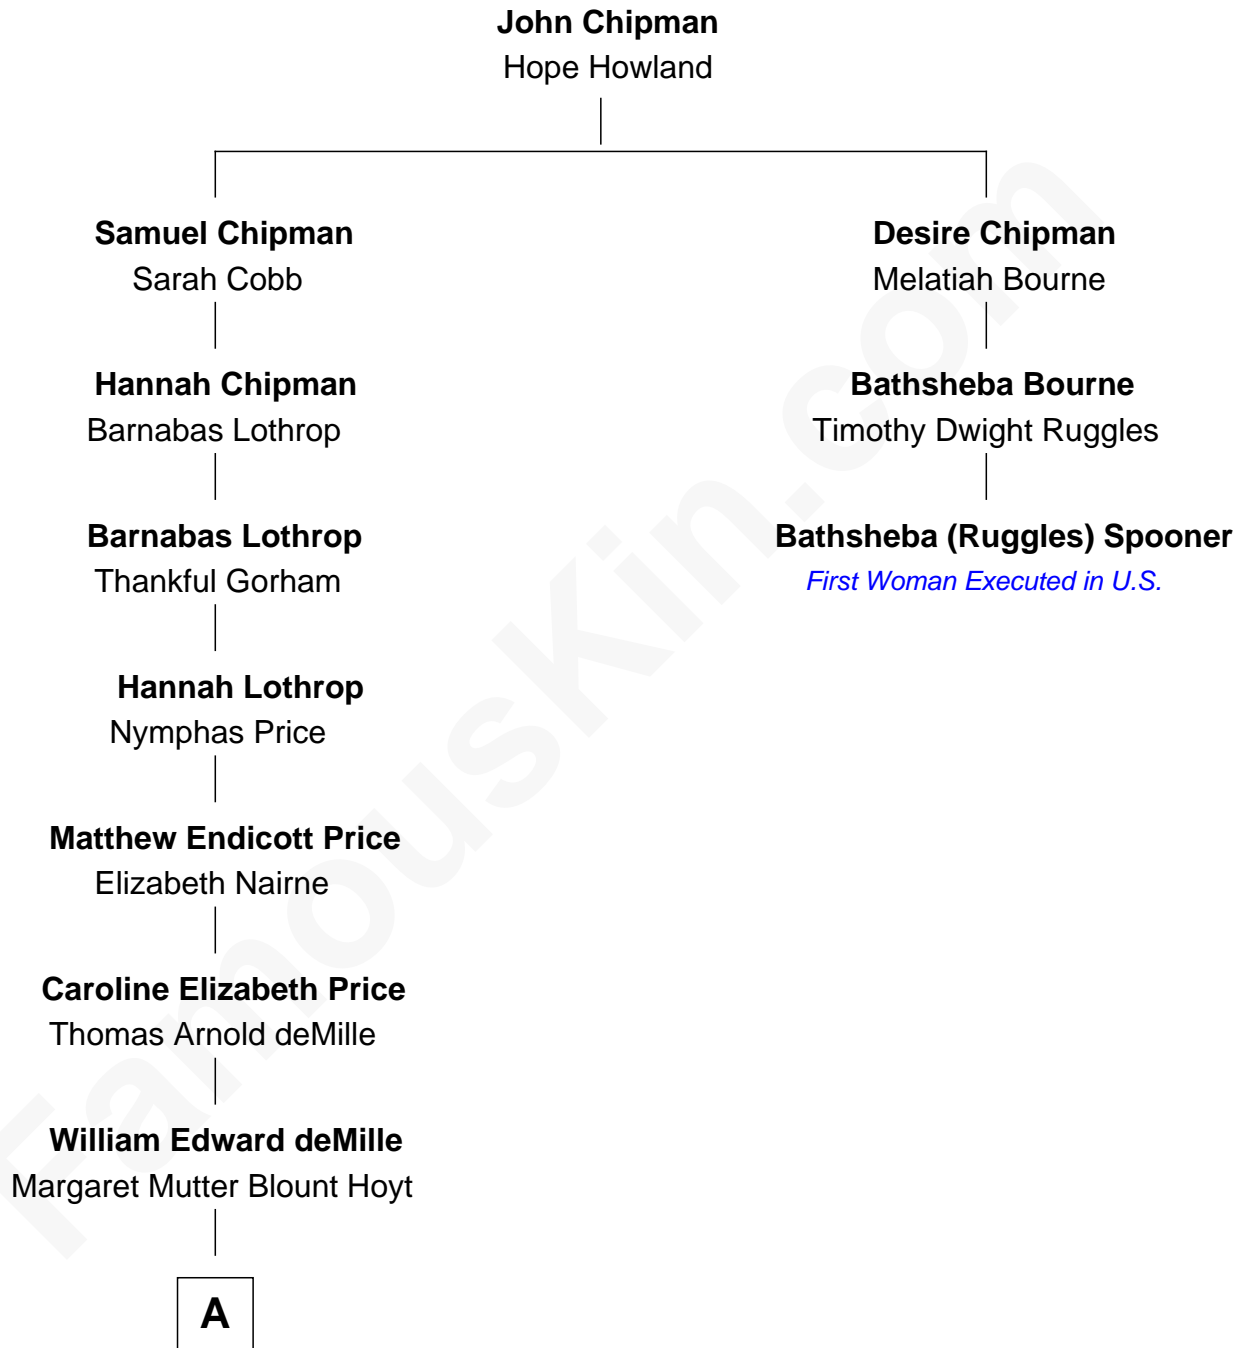 John Chipman
Hope Howland
Samuel Chipman
Sarah Cobb
Desire Chipman
Melatiah Bourne
Hannah Chipman
Barnabas Lothrop
Bathsheba Bourne
Timothy Dwight Ruggles
Barnabas Lothrop
Thankful Gorham
Bathsheba (Ruggles) Spooner
First Woman Executed in U.S.
Hannah Lothrop
Nymphas Price
Matthew Endicott Price
Elizabeth Nairne
Caroline Elizabeth Price
Thomas Arnold deMille
William Edward deMille
Margaret Mutter Blount Hoyt
A
FamousKin.com